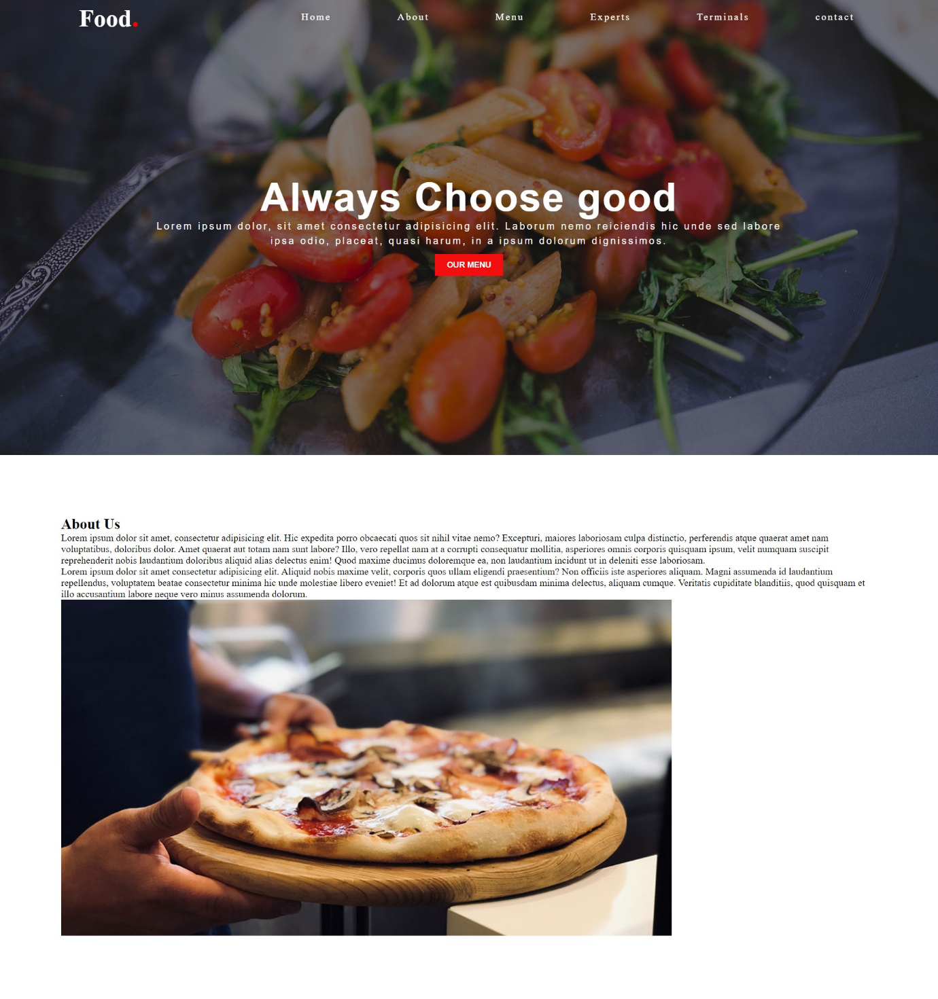 Food.
Home About Menu Experts Terminals contact
Always Choose good
Lorem ipsum dolor, sit amet consectetur adipisicing elit. Laborum nemo reiciendis hic unde sed labore
ipsa odio, placeat, quasi harum, in a ipsum dolorum dignissimos.
OUR MENU
About Us
Lorem ipsum dolor sit amet, consectetur adipisicing elit. Hic expedita porro obcaecati quos sit nihil vitae nemo? Excepturi, maiores laboriosam culpa distinctio, perferendis atque quaerat amet nam
voluptatibus, doloribus dolor. Amet quaerat aut totam nam sunt labore? Illo, vero repellat nam at a corrupti consequatur mollitia, asperiores omnis corporis quisquam ipsum, velit numquam suscipit
reprehenderit nobis laudantium doloribus aliquid alias delectus enim! Quod maxime ducimus doloremque ea, non laudantium incidunt ut in deleniti esse laboriosam.
Lorem ipsum dolor sit amet consectetur adipisicing elit. Aliquid nobis maxime velit, corporis quos ullam eligendi praesentium? Non officiis iste asperiores aliquam. Magni assumenda id laudantium
repellendus, voluptatem beatae consectetur minima hic unde molestiae libero eveniet! Et ad dolorum atque est quibusdam minima delectus, aliquam cumque. Veritatis cupiditate blanditiis, quod quisquam et
illo accusantium labore neque vero minus assumenda dolorum.